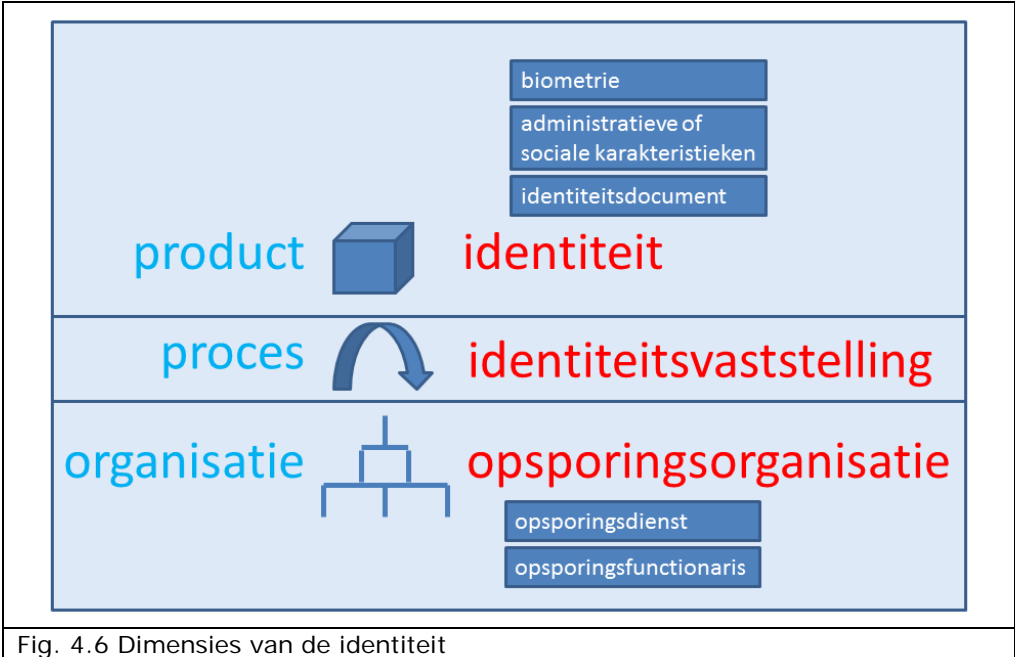 biometrie
administratieve of
sociale karakteristieken
identiteitsdocument
product identiteit
proces identiteitsvaststelling
organisatie opsporingsorganisatie
opsporingsdienst
opsporingsfunctionaris
Fig. 4.6 Dimensies van de identiteit